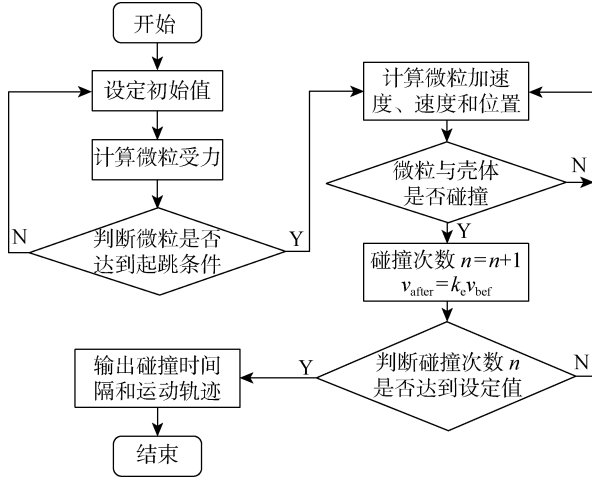 开始
设定初始值
计算微粒受力
判断微粒是否
达到起跳条件
N
Y
计算微粒加速
度、速度和位置
微粒与壳体
是否碰撞
N
Y
碰撞次数 n=n+1
v_after=k_e v_bef
判断碰撞次数 n
是否达到设定值
N
Y
输出碰撞时间
隔和运动轨迹
结束